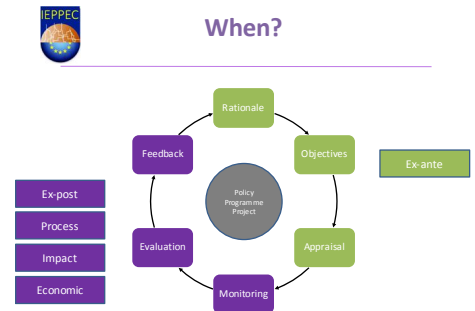 IEPPEC
When?
Rationale
Feedback
Objectives
Policy
Programme
Project
Ex-ante
Ex-post
Process
Evaluation
Appraisal
Impact
Economic
Monitoring